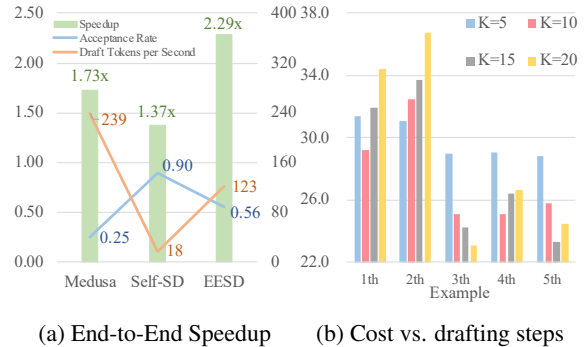 Speedup
Acceptance Rate
Draft Tokens per Second
2.50
2.00
1.50
1.00
0.50
0.00
400
320
240
160
80
0
1.73x
1.37x
2.29x
239
0.90
123
0.56
0.25
18
Medusa Self-SD EESD
(a) End-to-End Speedup
K=5 K=10
K=15 K=20
38.0
34.0
30.0
26.0
22.0
1th 2th 3th 4th 5th
Example
(b) Cost vs. drafting steps